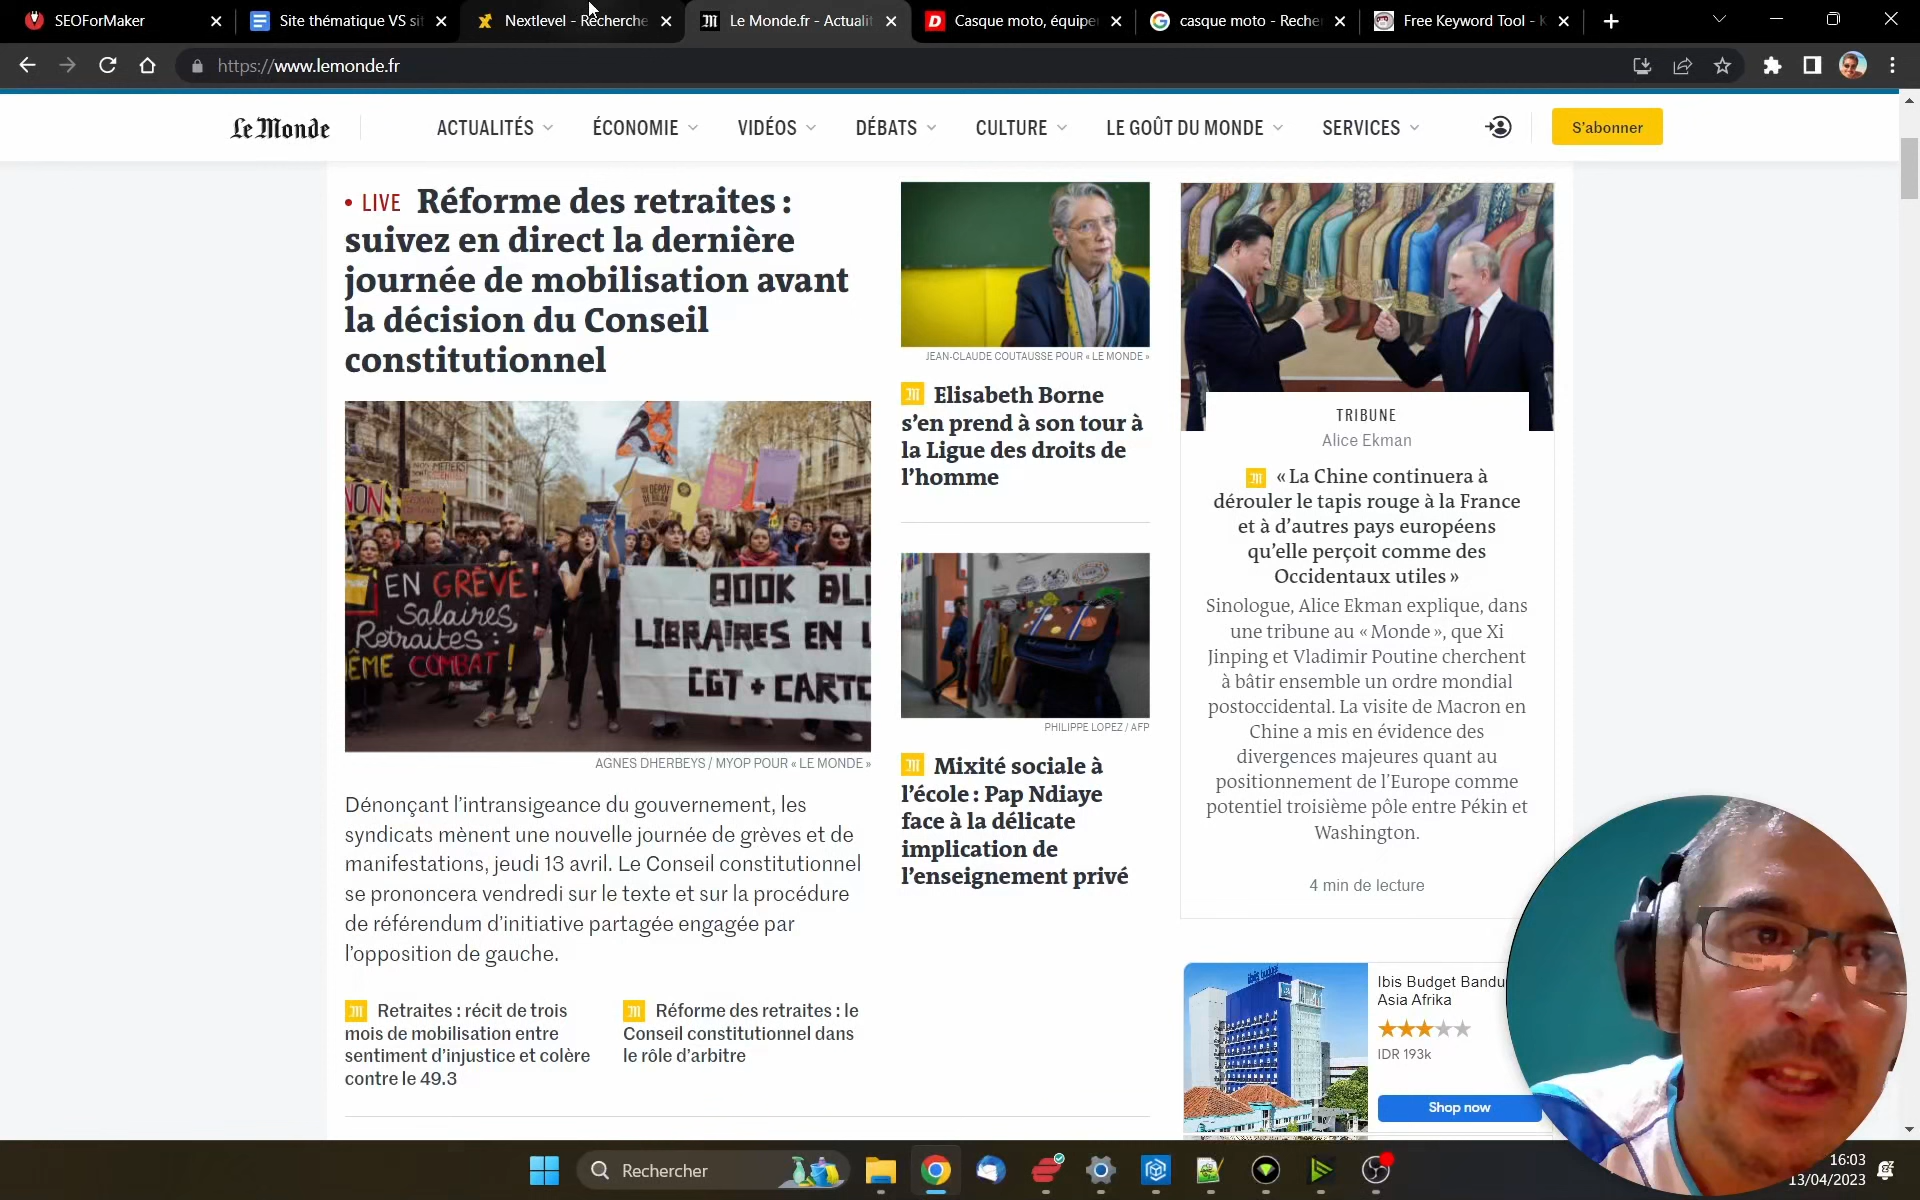 SEOForMaker
Site thématique VS si
Nextlevel - Recherche
Le Monde.fr - Actualit
Casque moto, équipe
casque moto - Reche
Free Keyword Tool - K
https://www.lemonde.fr
Le Monde
ACTUALITÉS
ÉCONOMIE
VIDÉOS
DÉBATS
CULTURE
LE GOÛT DU MONDE
SERVICES
S'abonner
• LIVE Réforme des retraites :
suivez en direct la dernière
journée de mobilisation avant
la décision du Conseil
constitutionnel
NON
EN GRÈVE !
Salaires,
Retraites :
MÊME COMBAT !
LIBRAIRES EN L
CGT + CARTO
AGNES DHERBEYS / MYOP POUR « LE MONDE »
Dénonçant l'intransigeance du gouvernement, les
syndicats mènent une nouvelle journée de grèves et de
manifestations, jeudi 13 avril. Le Conseil constitutionnel
se prononcera vendredi sur le texte et sur la procédure
de référendum d'initiative partagée engagée par
l'opposition de gauche.
Retraites : récit de trois
mois de mobilisation entre
sentiment d'injustice et colère
contre le 49.3
Réforme des retraites : le
Conseil constitutionnel dans
le rôle d'arbitre
JEAN-CLAUDE COUTAUSSE POUR « LE MONDE »
Elisabeth Borne
s'en prend à son tour à
la Ligue des droits de
l'homme
PHILIPPE LOPEZ / AFP
Mixité sociale à
l'école : Pap Ndiaye
face à la délicate
implication de
l'enseignement privé
TRIBUNE
Alice Ekman
« La Chine continuera à
dérouler le tapis rouge à la France
et à d'autres pays européens
qu'elle perçoit comme des
Occidentaux utiles »
Sinologue, Alice Ekman explique, dans
une tribune au « Monde », que Xi
Jinping et Vladimir Poutine cherchent
à bâtir ensemble un ordre mondial
postoccidental. La visite de Macron en
Chine a mis en évidence des
divergences majeures quant au
positionnement de l'Europe comme
potentiel troisième pôle entre Pékin et
Washington.
4 min de lecture
ibis budget
Ibis Budget Bandu
Asia Afrika
IDR 193k
Shop now
Rechercher
16:03
13/04/2023